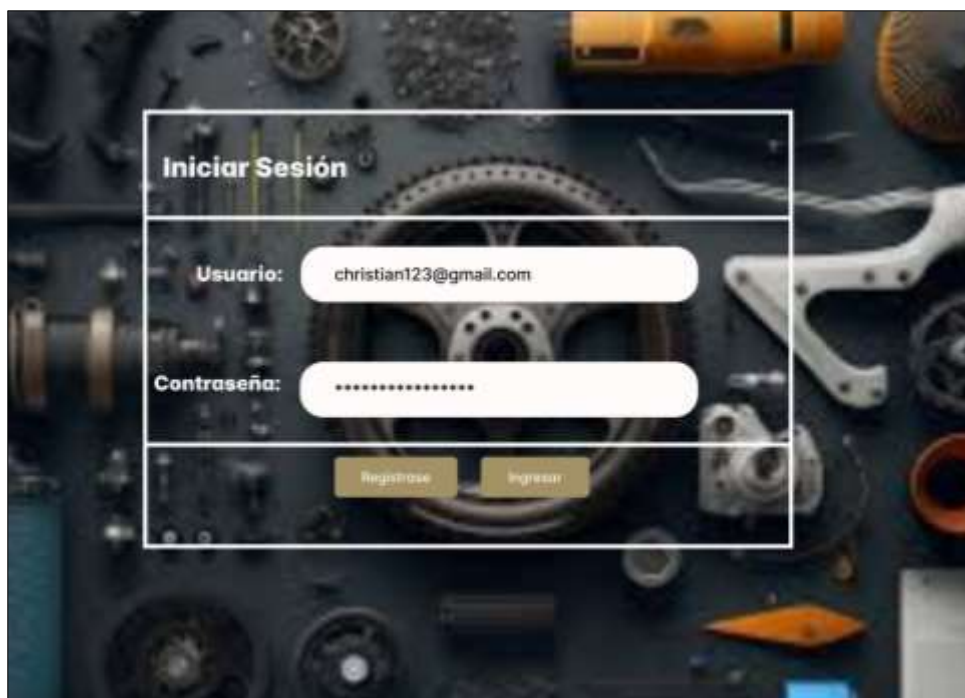 Iniciar Sesión
Usuario: christian123@gmail.com
Contraseña: ••••••••••••••••
Registrase Ingresar